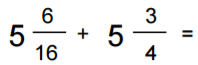 5 6/16 + 5 3/4 =